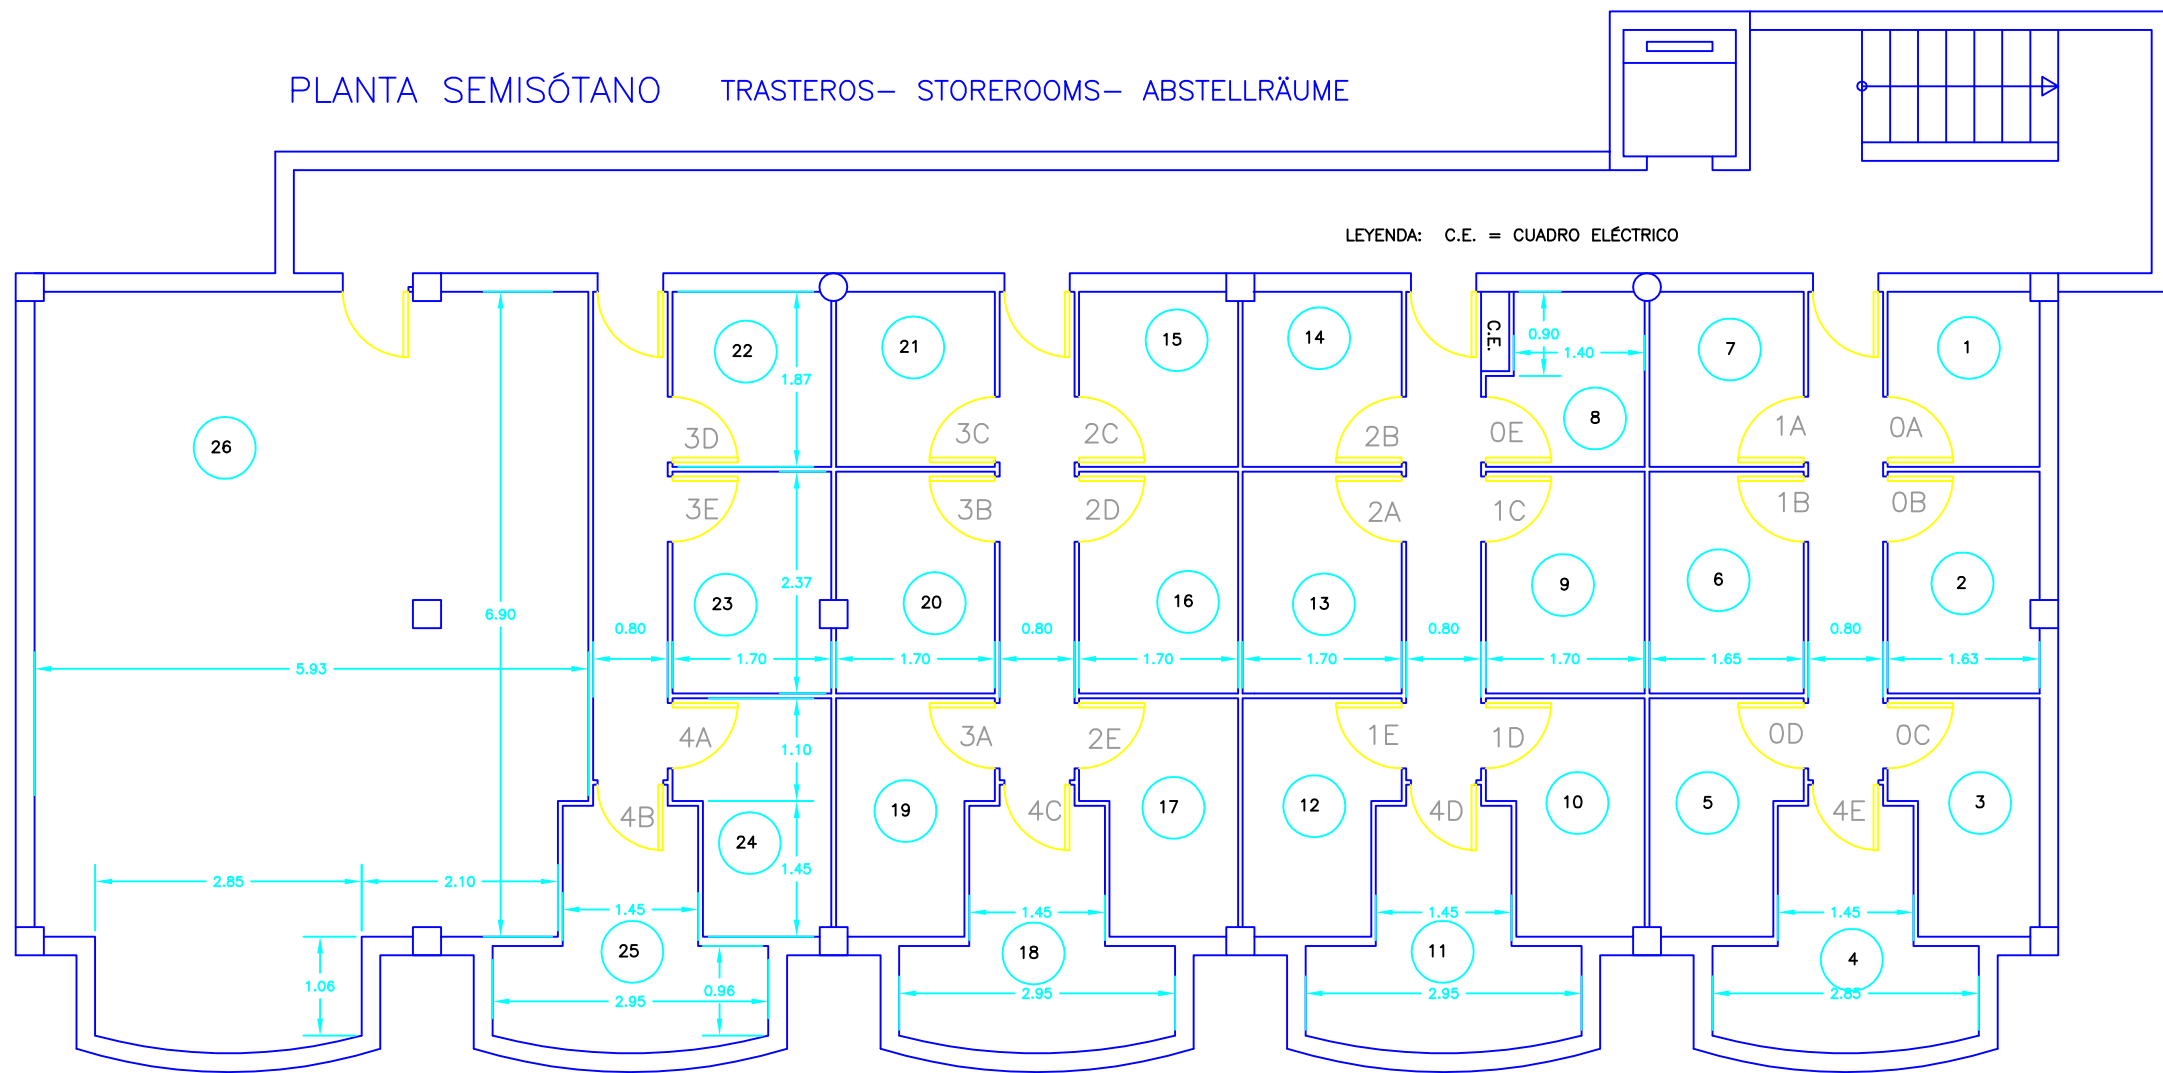 PLANTA SEMISÓTANO TRASTEROS- STOREROOMS- ABSTELLRÄUME
LEYENDA: C.E. = CUADRO ELÉCTRICO
22 21 15 14 C.E. 0.90 7 1
1.87 1.40
8
26 3D 3C 2C 2B 0E 1A 0A
3E 3B 2D 2A 1C 1B 0B
2.37
23 20 16 13 9 6 2
6.90 0.80 0.80 0.80 0.80
5.93 1.70 1.70 1.70 1.70 1.70 1.65 1.63
4A 3A 2E 1E 1D 0D 0C
1.10
4B 19 4C 17 12 4D 10 5 4E 3
24
1.45
2.85 2.10
1.45 1.45 1.45 1.45
25 18 11 4
1.06 2.95 0.96 2.95 2.95 2.85